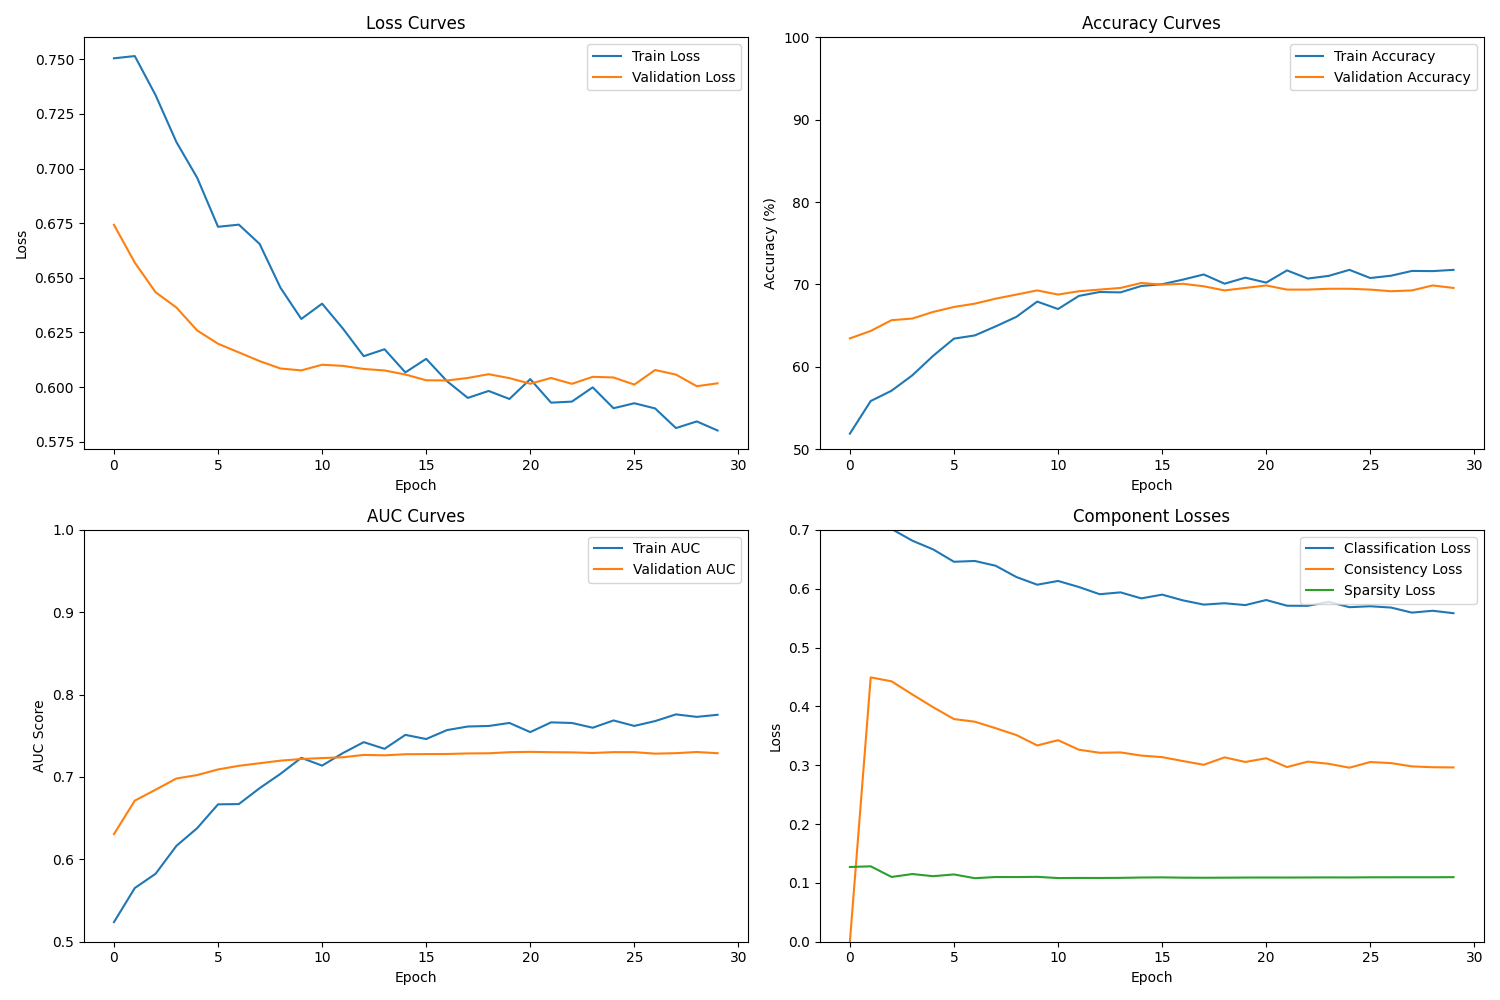 Loss Curves
0.750
0.725
0.700
0.675
0.650
0.625
0.600
0.575
Loss
Train Loss
Validation Loss
0 5 10 15 20 25 30
Epoch
Accuracy Curves
100
90
80
70
60
50
Accuracy (%)
Train Accuracy
Validation Accuracy
0 5 10 15 20 25 30
Epoch
AUC Curves
1.0
0.9
0.8
0.7
0.6
0.5
AUC Score
Train AUC
Validation AUC
0 5 10 15 20 25 30
Epoch
Component Losses
0.7
0.6
0.5
0.4
0.3
0.2
0.1
0.0
Loss
Classification Loss
Consistency Loss
Sparsity Loss
0 5 10 15 20 25 30
Epoch